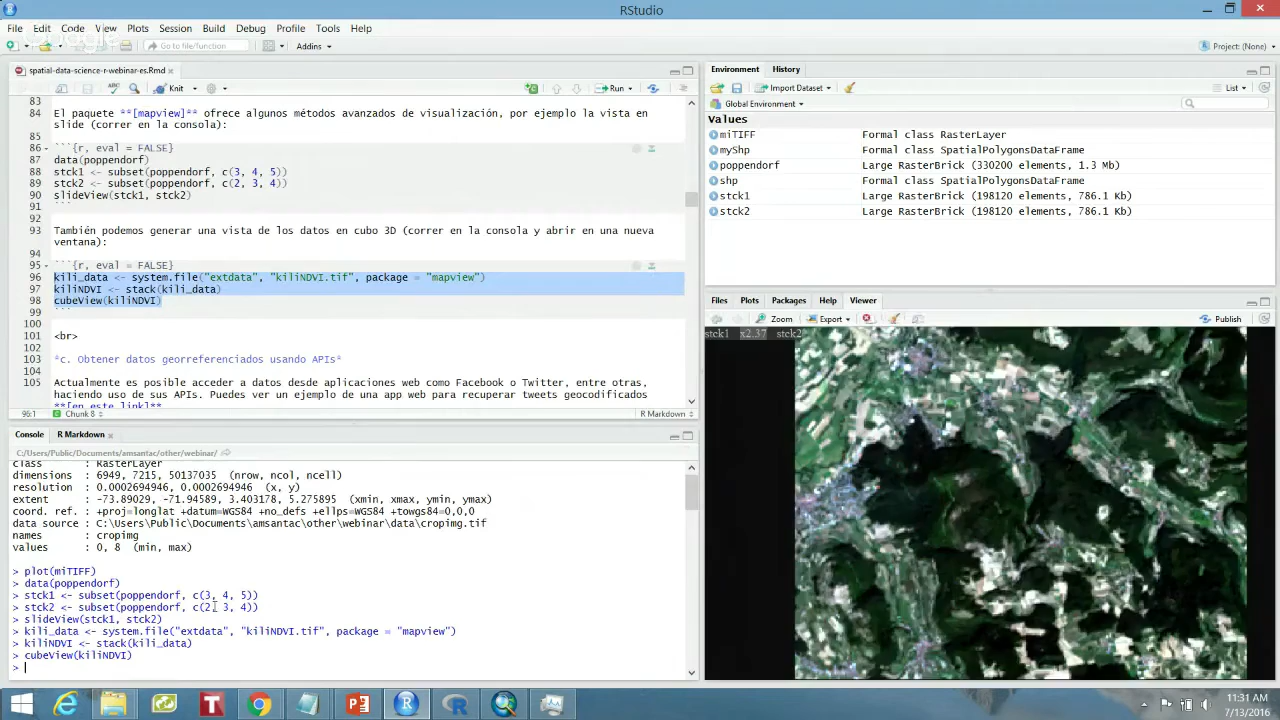 RStudio
File Edit Code View Plots Session Build Debug Profile Tools Help
Go to file/function Addins Project: (None)
spatial-data-science-r-webinar-es.Rmd
Knit Run
83
84 El paquete **[mapview]** ofrece algunos métodos avanzados de visualización, por ejemplo la vista en
slide (correr en la consola):
85
86 ```{r, eval = FALSE}
87 data(poppendorf)
88 stck1 <- subset(poppendorf, c(3, 4, 5))
89 stck2 <- subset(poppendorf, c(2, 3, 4))
90 slideView(stck1, stck2)
91 ```
92
93 También podemos generar una vista de los datos en cubo 3D (correr en la consola y abrir en una nueva
ventana):
94
95 ```{r, eval = FALSE}
96 kili_data <- system.file("extdata", "kiliNDVI.tif", package = "mapview")
97 kiliNDVI <- stack(kili_data)
98 cubeView(kiliNDVI)
99 ```
100
101 <br>
102
103 *c. Obtener datos georreferenciados usando APIs*
104
105 Actualmente es posible acceder a datos desde aplicaciones web como Facebook o Twitter, entre otras,
haciendo uso de sus APIs. Puedes ver un ejemplo de una app web para recuperar tweets geocodificados
**[en este link]**
96:1 Chunk 8 R Markdown
Console R Markdown
C:/Users/Public/Documents/amsantac/other/webinar/
class : RasterLayer
dimensions : 6949, 7215, 50137035 (nrow, ncol, ncell)
resolution : 0.0002694946, 0.0002694946 (x, y)
extent : -73.89029, -71.94589, 3.403178, 5.275895 (xmin, xmax, ymin, ymax)
coord. ref. : +proj=longlat +datum=WGS84 +no_defs +ellps=WGS84 +towgs84=0,0,0
data source : C:\Users\Public\Documents\amsantac\other\webinar\data\cropimg.tif
names : cropimg
values : 0, 8 (min, max)
> plot(miTIFF)
> data(poppendorf)
> stck1 <- subset(poppendorf, c(3, 4, 5))
> stck2 <- subset(poppendorf, c(2, 3, 4))
> slideView(stck1, stck2)
> kili_data <- system.file("extdata", "kiliNDVI.tif", package = "mapview")
> kiliNDVI <- stack(kili_data)
> cubeView(kiliNDVI)
>
Environment History
Import Dataset List
Global Environment
Values
miTIFF Formal class RasterLayer
myShp Formal class SpatialPolygonsDataFrame
poppendorf Large RasterBrick (330200 elements, 1.3 Mb)
shp Formal class SpatialPolygonsDataFrame
stck1 Large RasterBrick (198120 elements, 786.1 Kb)
stck2 Large RasterBrick (198120 elements, 786.1 Kb)
Files Plots Packages Help Viewer
Zoom Export Publish
stck1 x2.37 stck2
11:31 AM
7/13/2016